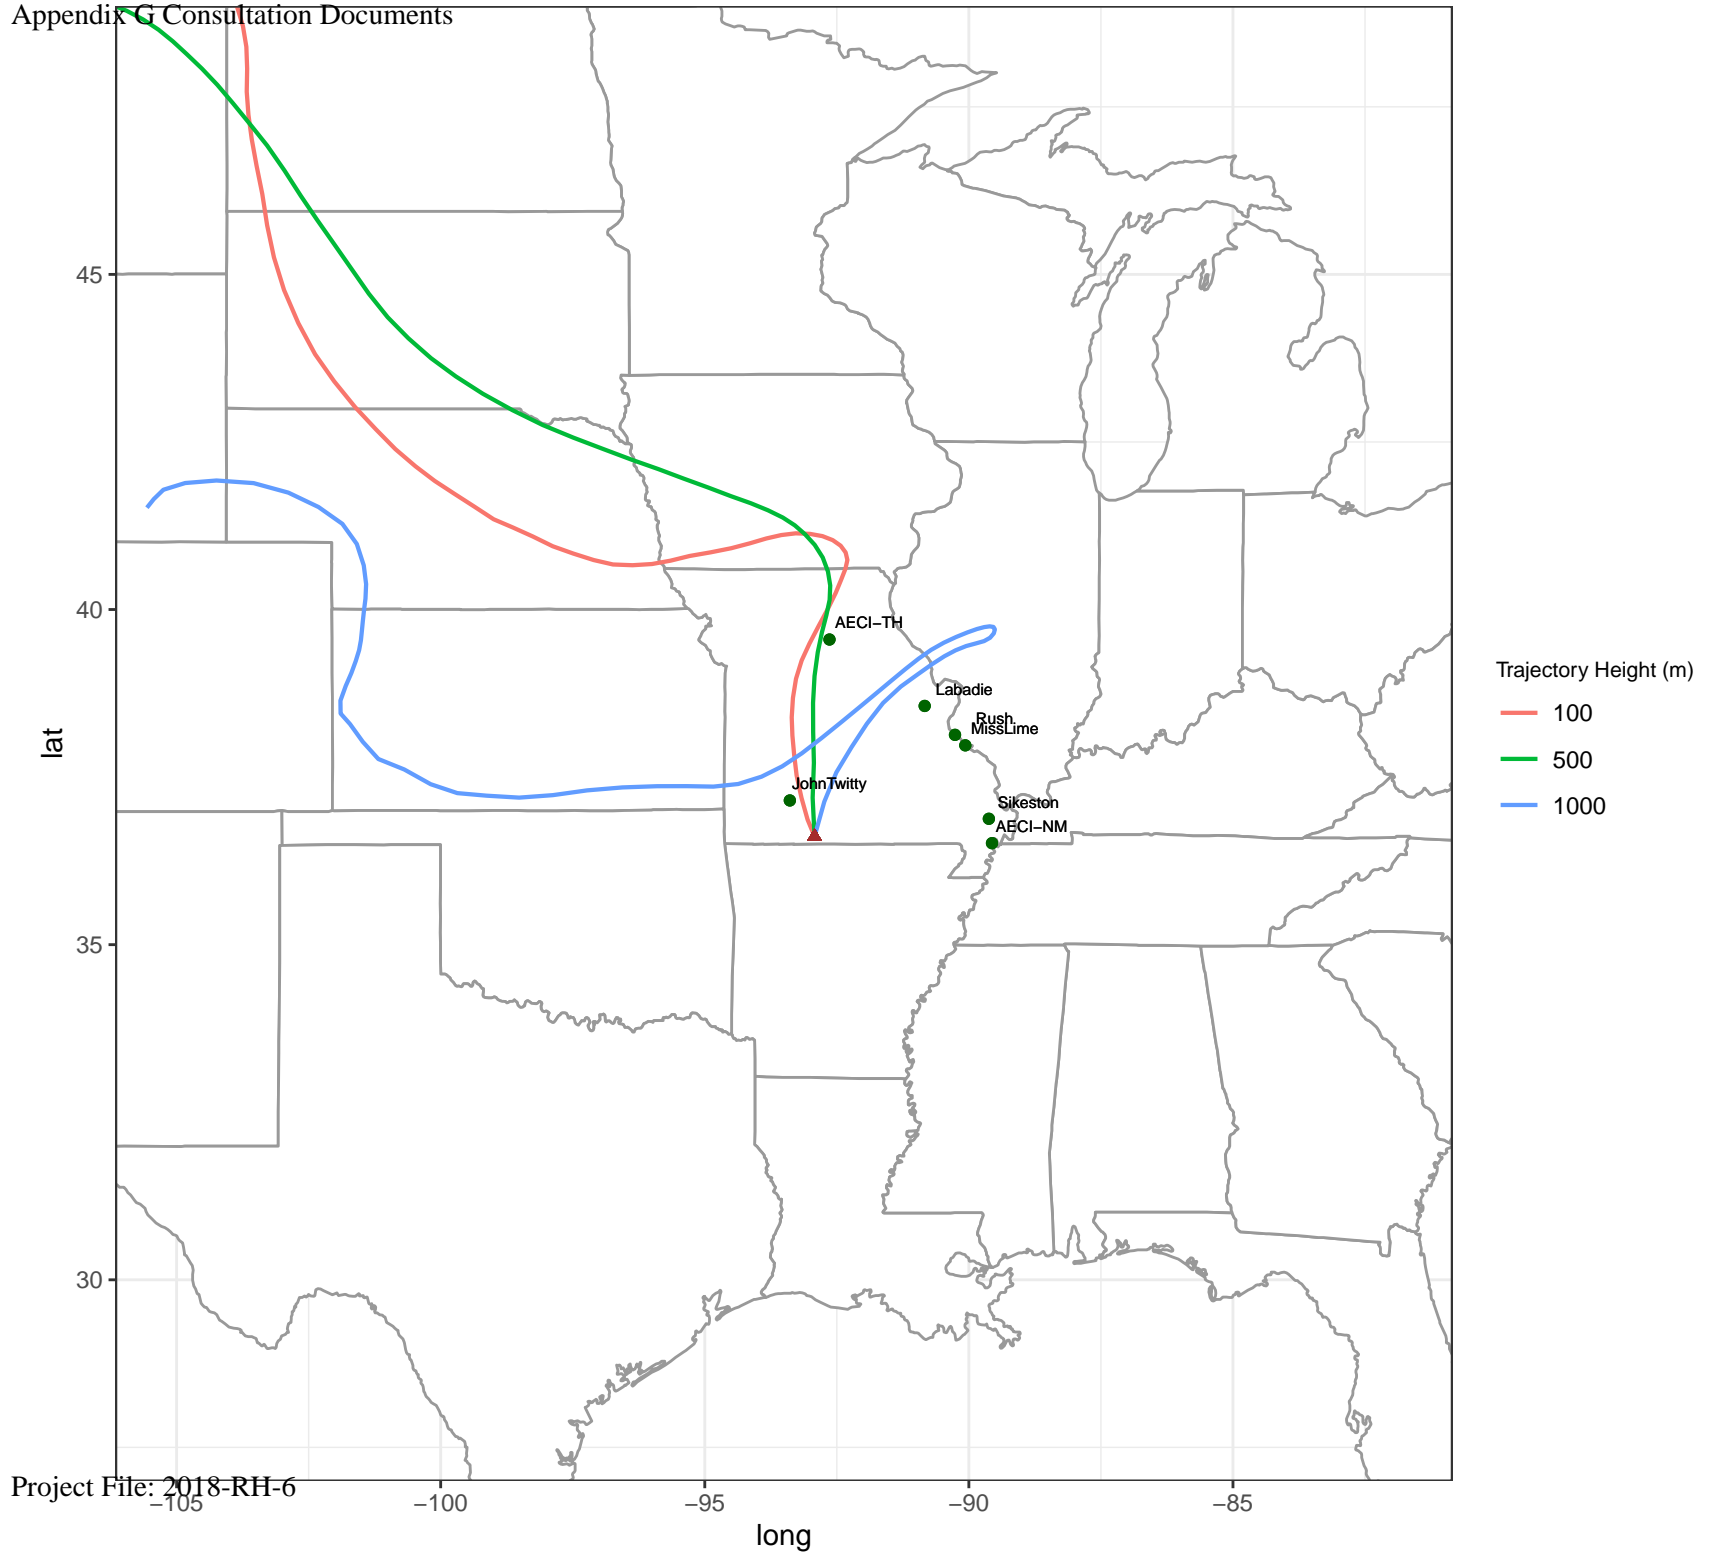 Appendix G Consultation Documents
45
40
35
30
lat
AECI−TH
Labadie
Rush
MissLime
JohnTwitty
Sikeston
AECI−NM
Trajectory Height (m)
100
500
1000
Project File: 2018-RH-6
−105
−100
−95
−90
−85
long